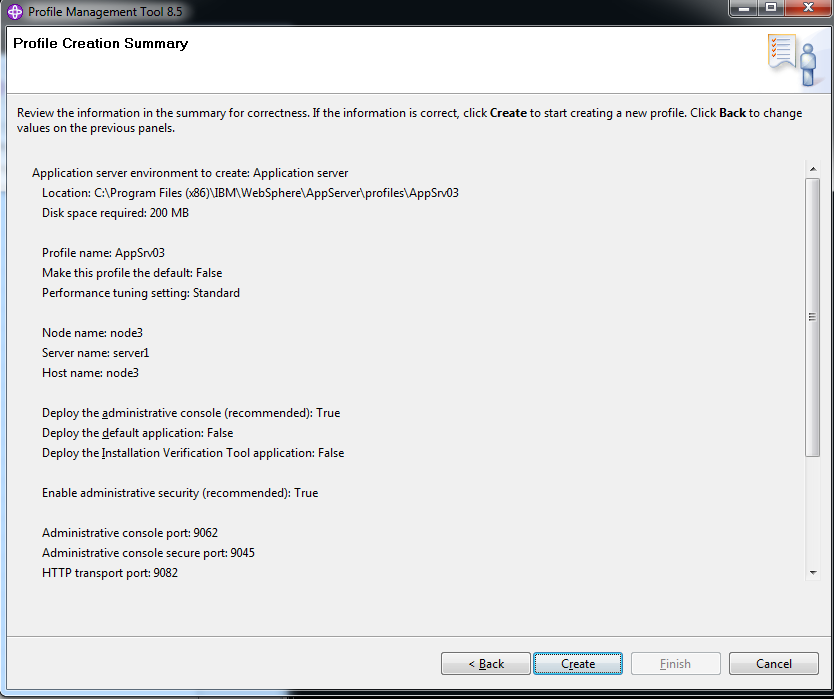 Profile Management Tool 8.5
Profile Creation Summary
Review the information in the summary for correctness. If the information is correct, click Create to start creating a new profile. Click Back to change
values on the previous panels.
Application server environment to create: Application server
Location: C:\Program Files (x86)\IBM\WebSphere\AppServer\profiles\AppSrv03
Disk space required: 200 MB
Profile name: AppSrv03
Make this profile the default: False
Performance tuning setting: Standard
Node name: node3
Server name: server1
Host name: node3
Deploy the administrative console (recommended): True
Deploy the default application: False
Deploy the Installation Verification Tool application: False
Enable administrative security (recommended): True
Administrative console port: 9062
Administrative console secure port: 9045
HTTP transport port: 9082
< Back Create Finish Cancel